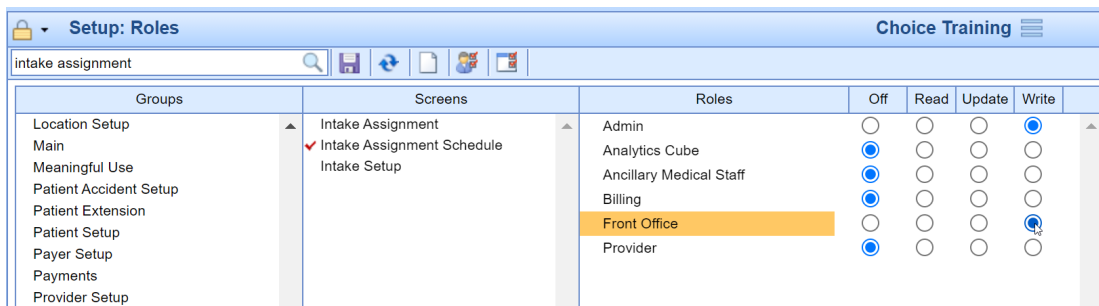 Setup: Roles
Choice Training
intake assignment
Groups
Screens
Roles
Off
Read
Update
Write
Location Setup
Main
Meaningful Use
Patient Accident Setup
Patient Extension
Patient Setup
Payer Setup
Payments
Provider Setup
Intake Assignment
Intake Assignment Schedule
Intake Setup
Admin
Analytics Cube
Ancillary Medical Staff
Billing
Front Office
Provider